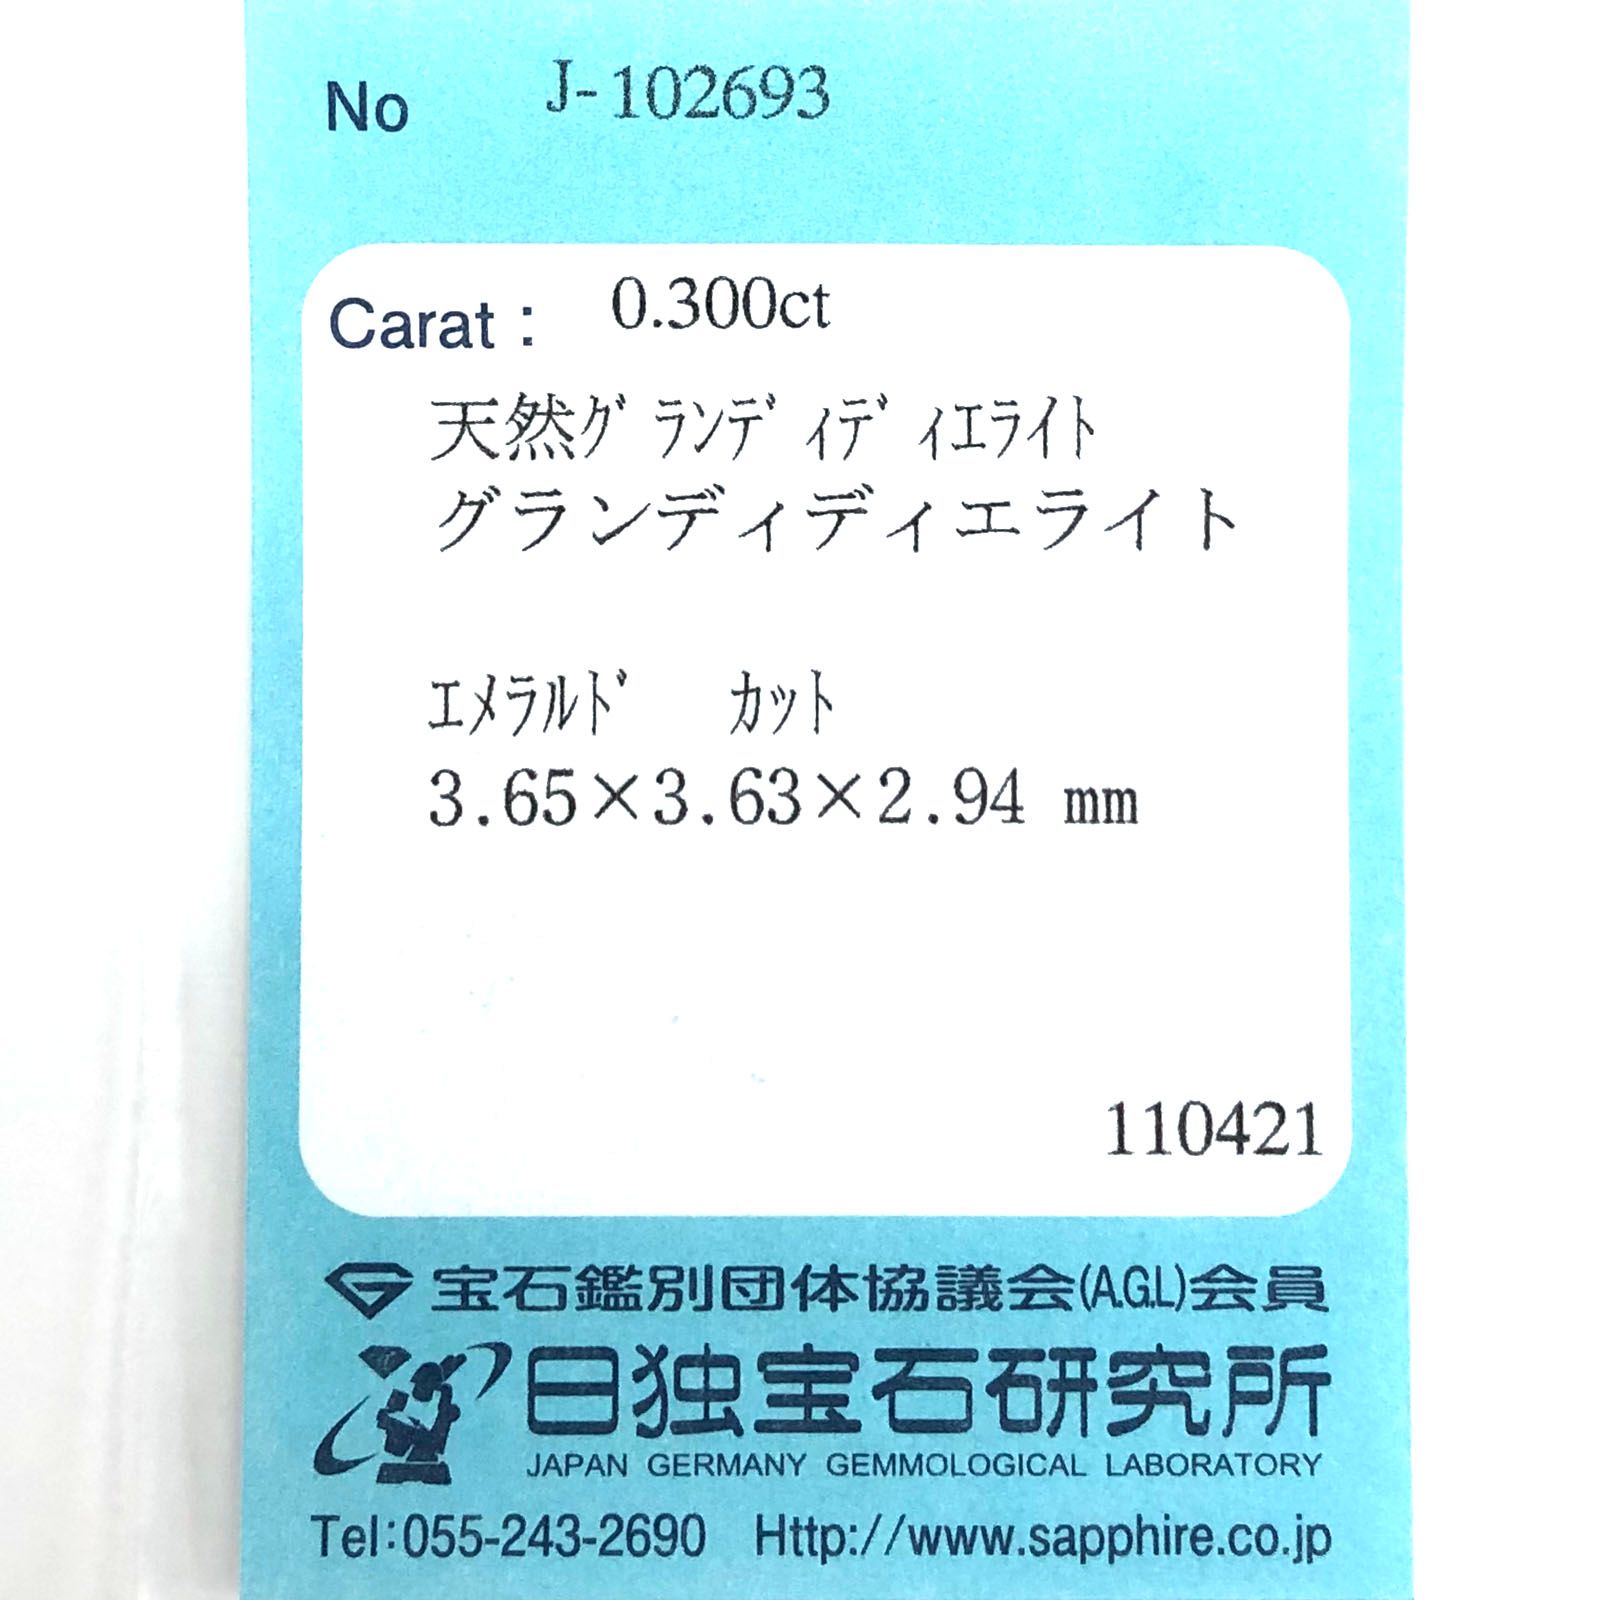 No J-102693
Carat : 0.300ct
天然ｸﾞﾗﾝﾃﾞｨﾃﾞｨｴﾗｲﾄ
グランディディエライト
ｴﾒﾗﾙﾄﾞ ｶｯﾄ
3.65×3.63×2.94 mm
110421
宝石鑑別団体協議会(A.G.L)会員
日独宝石研究所
JAPAN GERMANY GEMMOLOGICAL LABORATORY
Tel:055-243-2690 Http://www.sapphire.co.jp